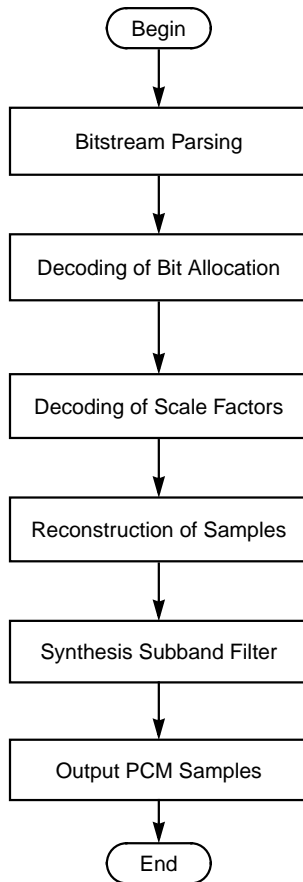 Begin
Bitstream Parsing
Decoding of Bit Allocation
Decoding of Scale Factors
Reconstruction of Samples
Synthesis Subband Filter
Output PCM Samples
End